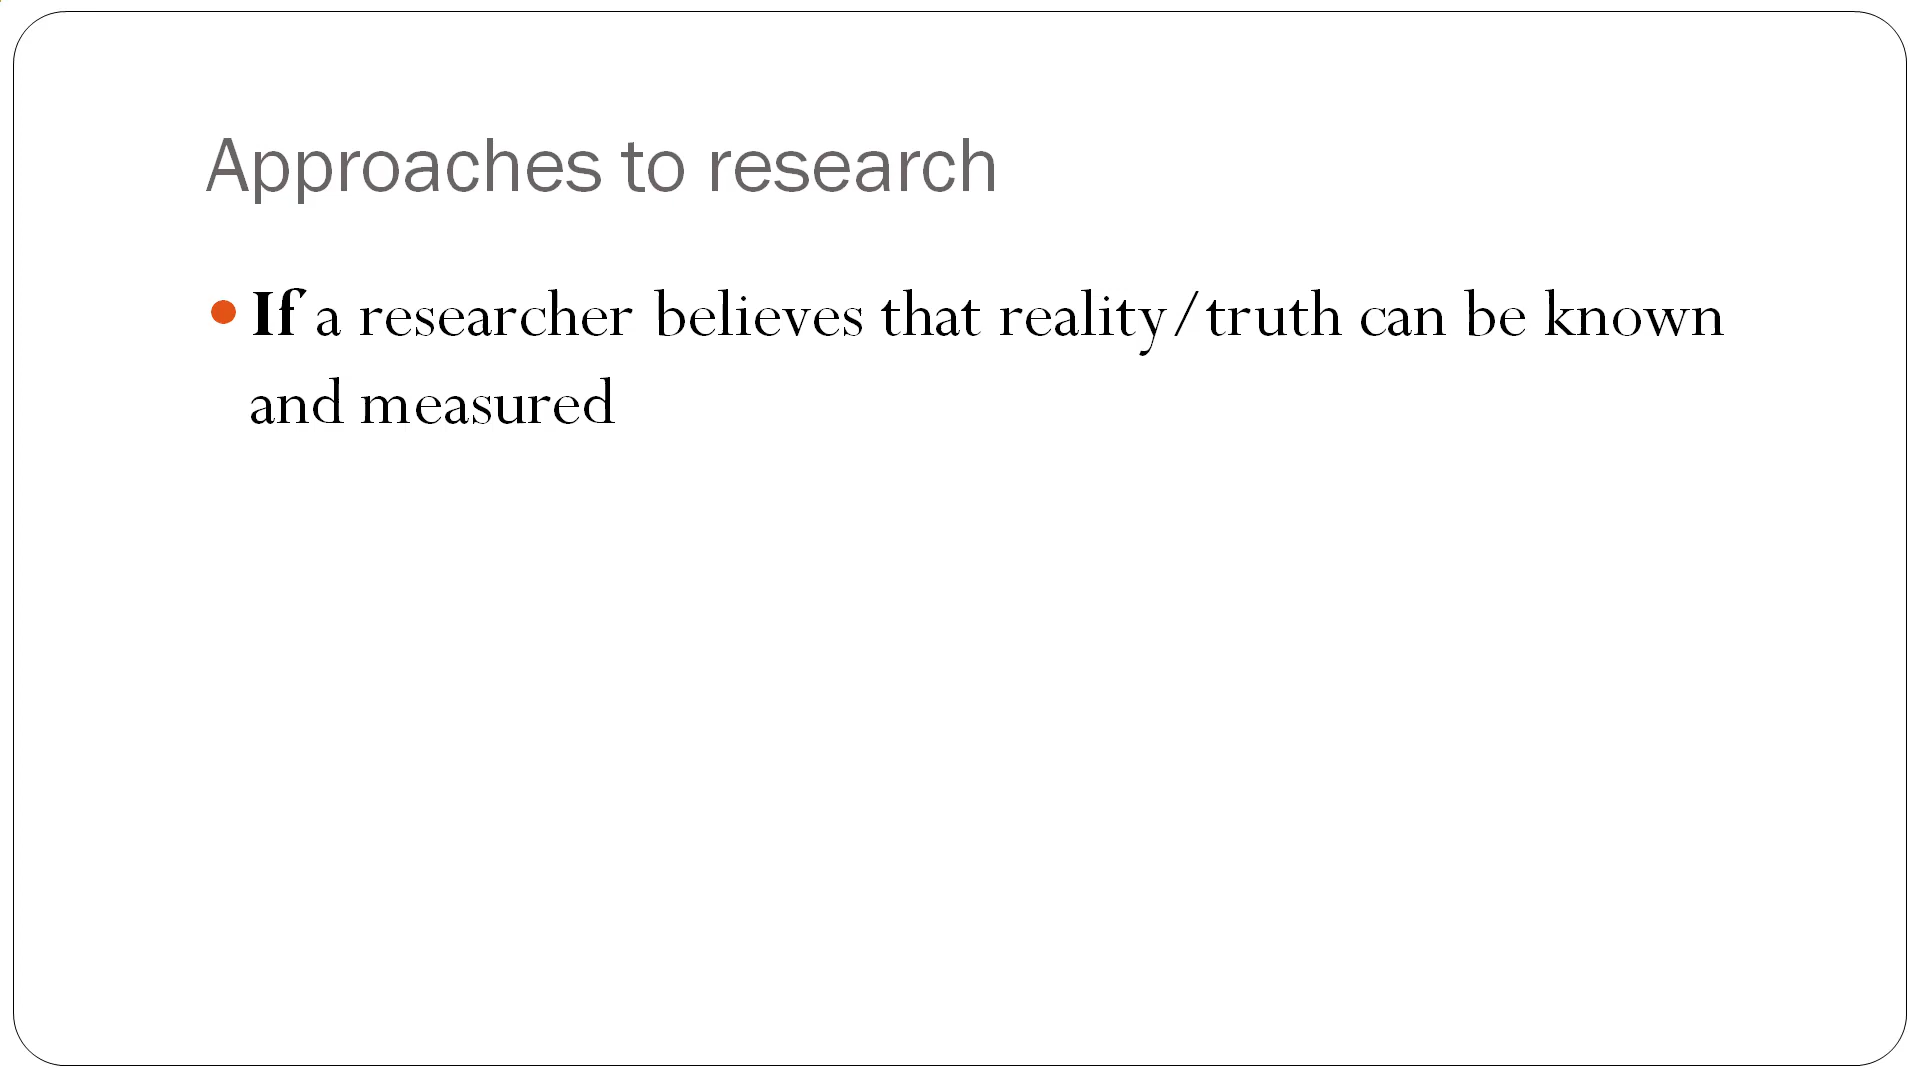 Approaches to research
• If a researcher believes that reality/truth can be known
and measured